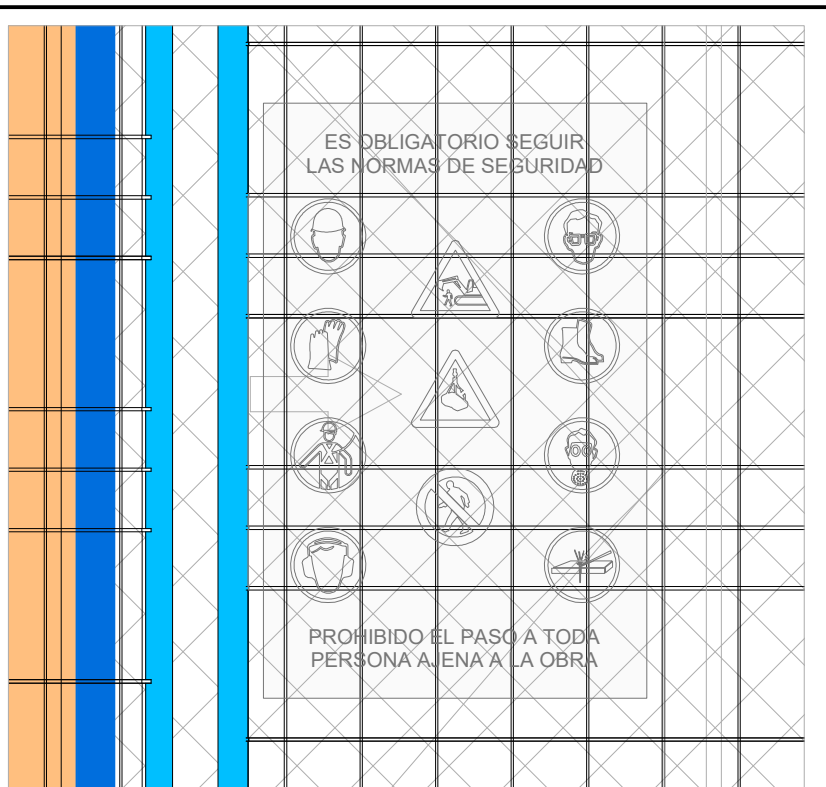 ES OBLIGATORIO SEGUIR
LAS NORMAS DE SEGURIDAD
PROHIBIDO EL PASO A TODA
PERSONA AJENA A LA OBRA